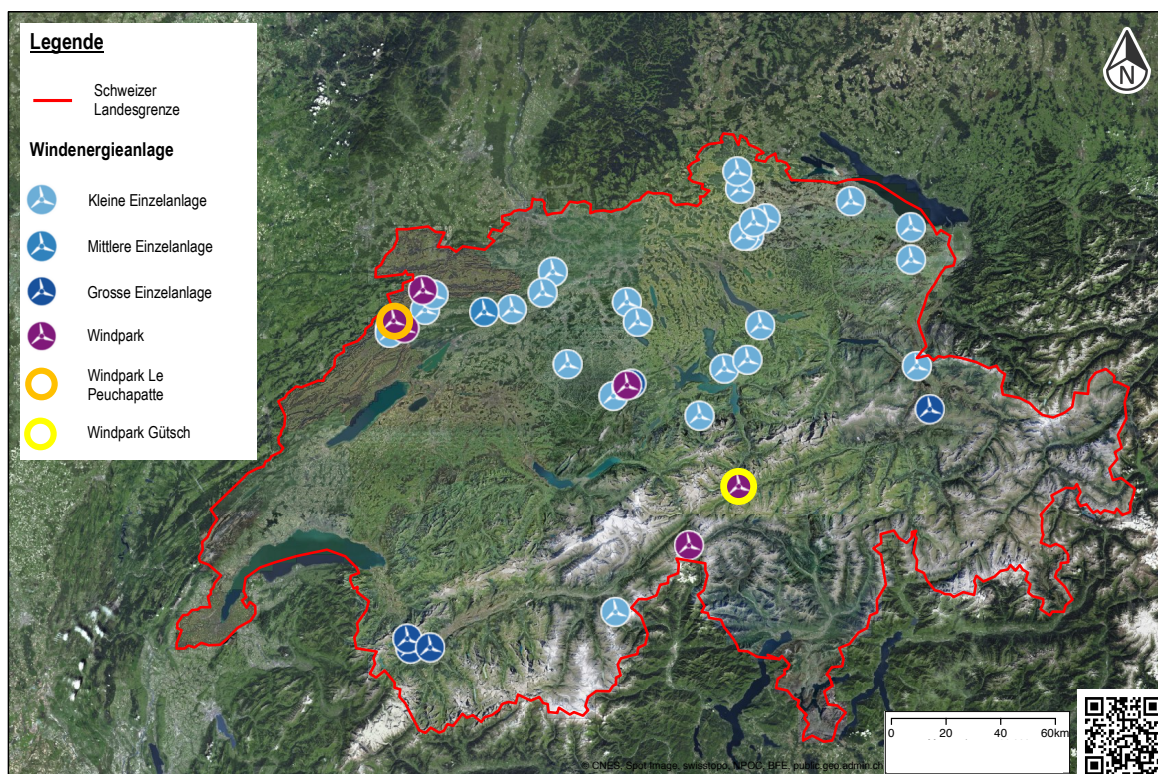 Legende
Schweizer
Landesgrenze
Windenergieanlage
Kleine Einzelanlage
Mittlere Einzelanlage
Grosse Einzelanlage
Windpark
Windpark Le
Peuchapatte
Windpark Gütsch
N
0 20 40 60km
© CNES, Spot Image, swisstopo, NPOC, BFE, public.geo.admin.ch